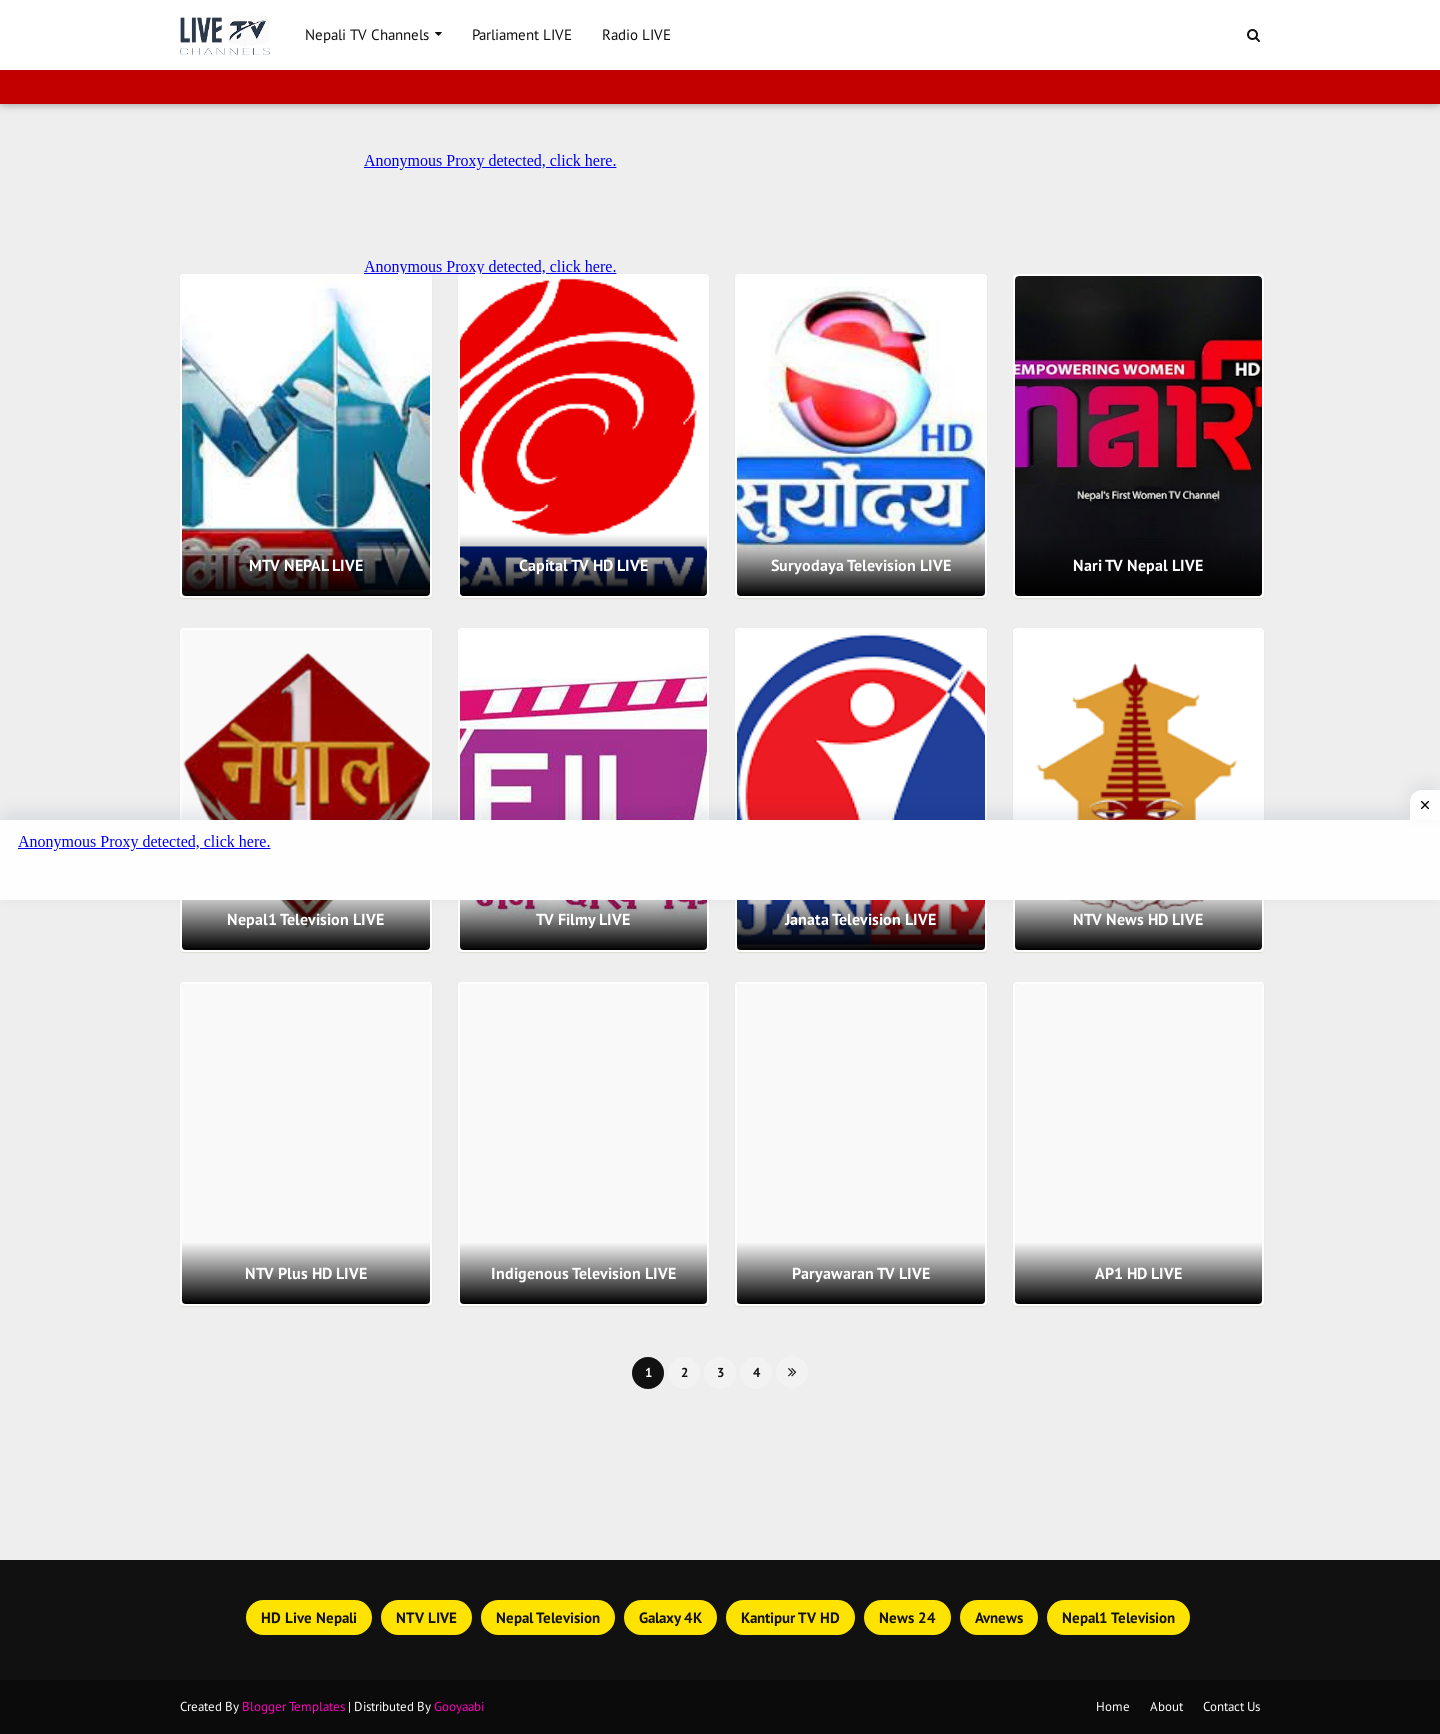 LIVE TV
CHANNELS
Nepali TV Channels
Parliament LIVE
Radio LIVE
Anonymous Proxy detected, click here.
Anonymous Proxy detected, click here.
मिथिला TV
MTV NEPAL LIVE
CAPITAL TV
Capital TV HD LIVE
S HD
सुर्योदय
Suryodaya Television LIVE
EMPOWERING WOMEN HD
Nepal's First Women TV Channel
Nari TV Nepal LIVE
1
नेपाल
×
Anonymous Proxy detected, click here.
Nepal1 Television LIVE
TV Filmy LIVE
JANATA
Janata Television LIVE
NTV News HD LIVE
NTV Plus HD LIVE
Indigenous Television LIVE
Paryawaran TV LIVE
AP1 HD LIVE
1 2 3 4 »
HD Live Nepali
NTV LIVE
Nepal Television
Galaxy 4K
Kantipur TV HD
News 24
Avnews
Nepal1 Television
Created By Blogger Templates | Distributed By Gooyaabi
Home
About
Contact Us